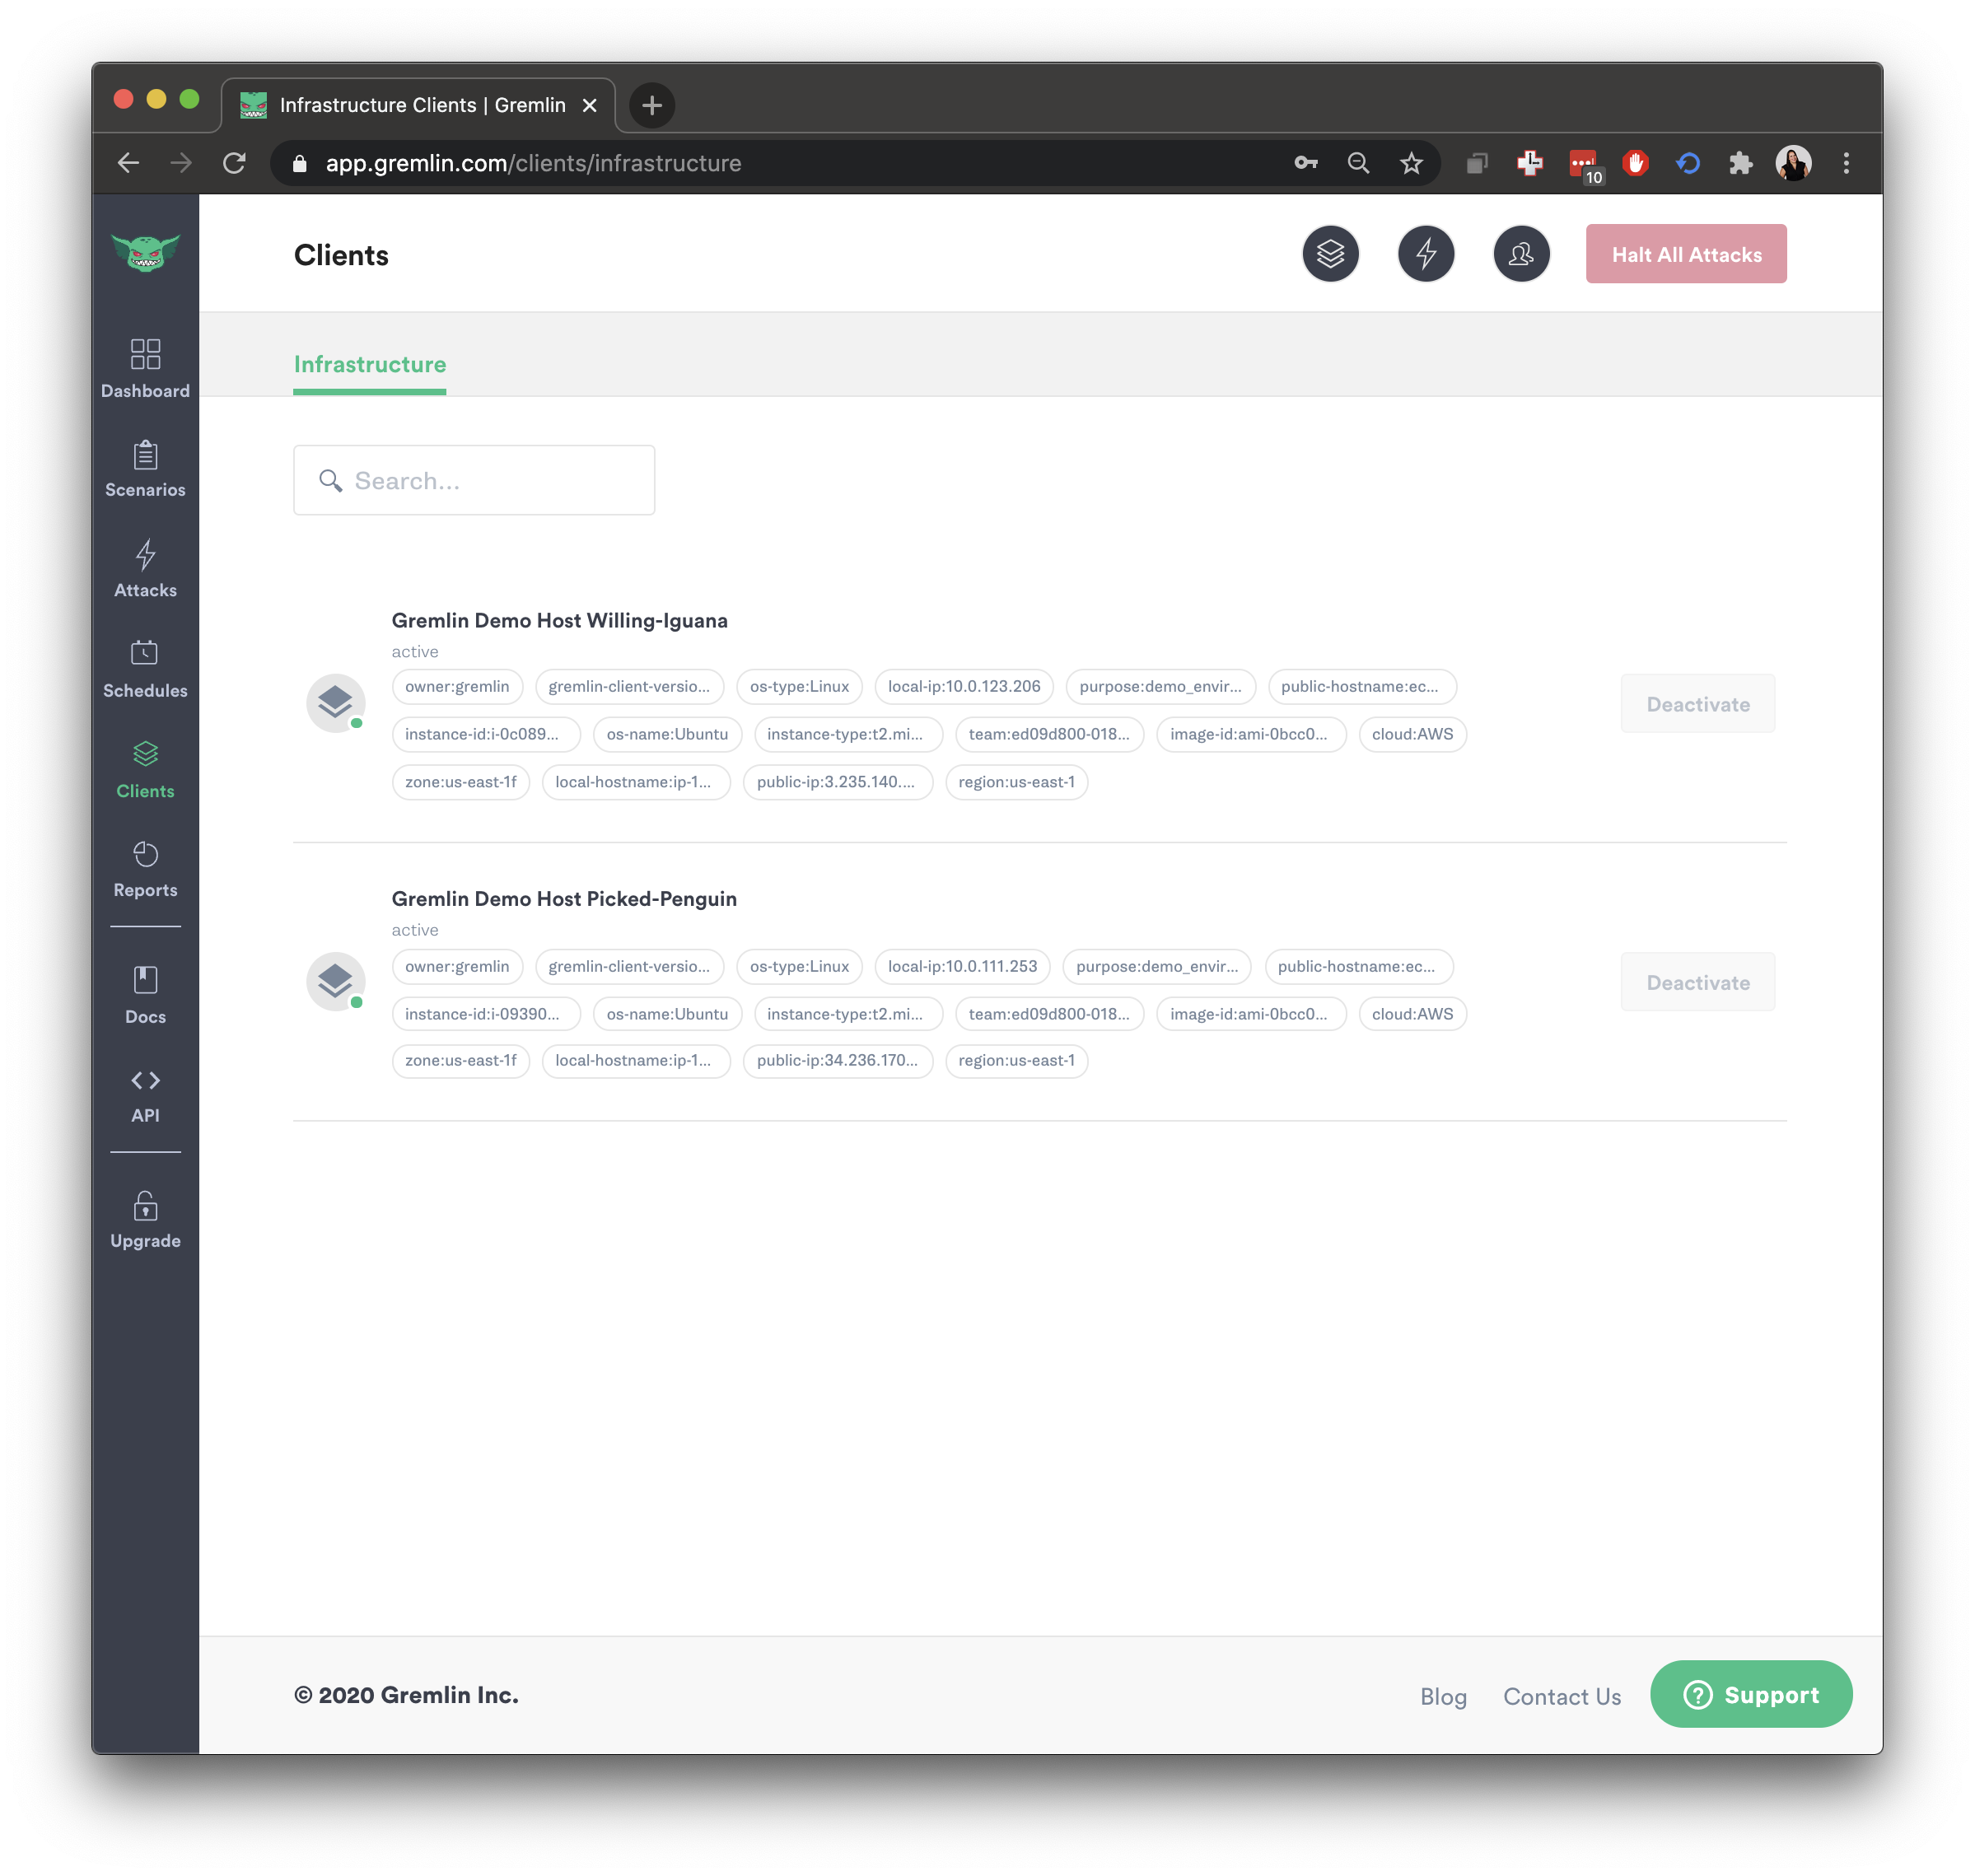 Infrastructure Clients | Gremlin
app.gremlin.com/clients/infrastructure
10
Clients
Halt All Attacks
Infrastructure
Dashboard
Scenarios
Attacks
Schedules
Clients
Reports
Docs
API
Upgrade
Search...
Gremlin Demo Host Willing-Iguana
active
owner:gremlin gremlin-client-versio... os-type:Linux local-ip:10.0.123.206 purpose:demo_envir... public-hostname:ec...
instance-id:i-0c089... os-name:Ubuntu instance-type:t2.mi... team:ed09d800-018... image-id:ami-0bcc0... cloud:AWS
zone:us-east-1f local-hostname:ip-1... public-ip:3.235.140.... region:us-east-1
Deactivate
Gremlin Demo Host Picked-Penguin
active
owner:gremlin gremlin-client-versio... os-type:Linux local-ip:10.0.111.253 purpose:demo_envir... public-hostname:ec...
instance-id:i-09390... os-name:Ubuntu instance-type:t2.mi... team:ed09d800-018... image-id:ami-0bcc0... cloud:AWS
zone:us-east-1f local-hostname:ip-1... public-ip:34.236.170... region:us-east-1
Deactivate
© 2020 Gremlin Inc.
Blog Contact Us
Support